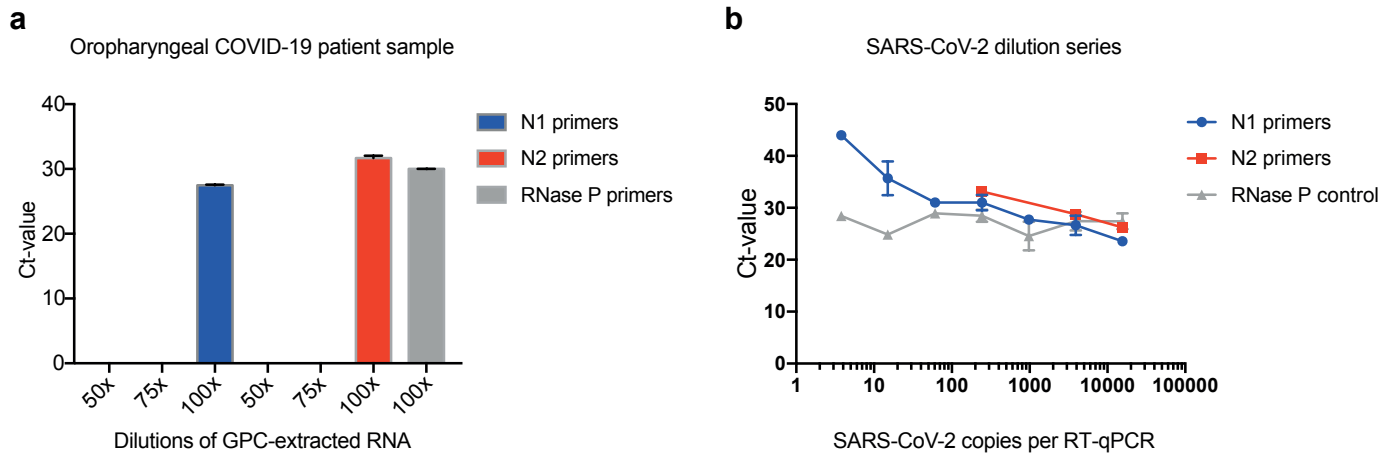 a
Oropharyngeal COVID-19 patient sample
40
30
20
10
0
Ct-value
50x
75x
100x
50x
75x
100x
100x
Dilutions of GPC-extracted RNA
N1 primers
N2 primers
RNase P primers
b
SARS-CoV-2 dilution series
50
40
30
20
10
0
Ct-value
1
10
100
1000
10000
100000
SARS-CoV-2 copies per RT-qPCR
N1 primers
N2 primers
RNase P control